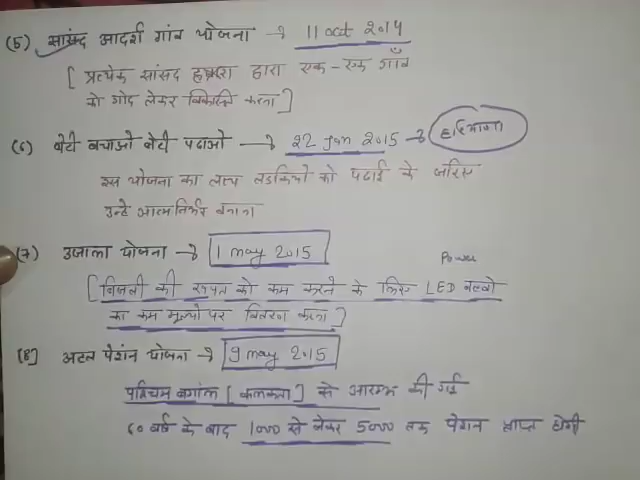 (5) सांसद आदर्श गांव योजना → 11 oct 2014
[ प्रत्येक सांसद द्वारा एक-एक गाँव
को गोद लेकर विकसित करना ]
(6) बेटी बचाओ बेटी पढाओ → 22 Jan 2015 → हरियाणा
इस योजना का लक्ष्य लडकियो को पढाई के जरिए
उन्हे आत्मनिर्भर बनाना
(7) उजाला योजना → 1 may 2015
Power
[ बिजली की खपत को कम करने के लिए LED बल्बो
का कम मूल्यो पर वितरण करना ]
(8) अटल पेशंन योजना → 9 may 2015
पश्चिम बगांल [ कलकत्ता ] से आरम्भ की गई
60 वर्ष के बाद 1000 से लेकर 5000 तक पेशन प्राप्त होगी